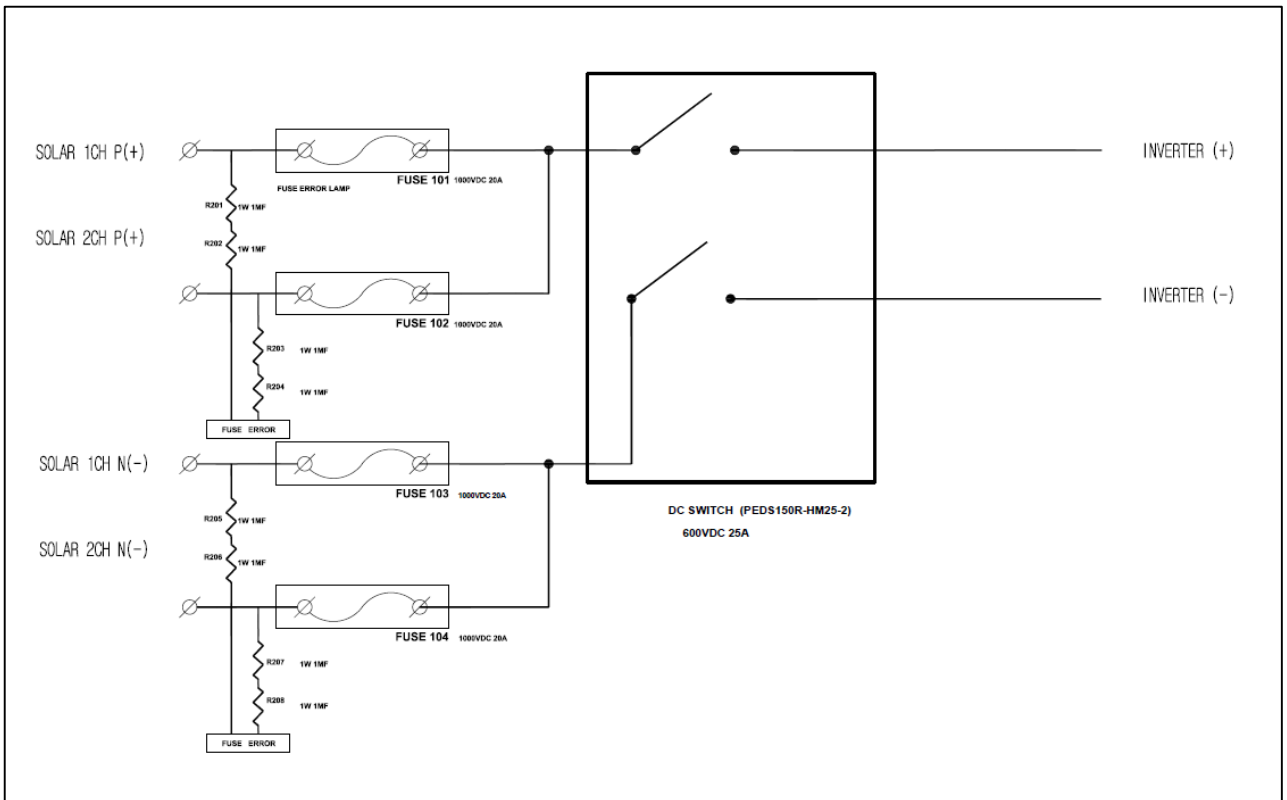 SOLAR 1CH P(+)
FUSE ERROR LAMP
FUSE 101 1000VDC 20A
INVERTER (+)
R201 1W 1MF
SOLAR 2CH P(+)
R202 1W 1MF
FUSE 102 1000VDC 20A
INVERTER (-)
R203 1W 1MF
R204 1W 1MF
FUSE ERROR
SOLAR 1CH N(-)
FUSE 103 1000VDC 20A
R205 1W 1MF
SOLAR 2CH N(-)
R206 1W 1MF
FUSE 104 1000VDC 20A
R207 1W 1MF
R208 1W 1MF
FUSE ERROR
DC SWITCH (PEDS150R-HM25-2)
600VDC 25A